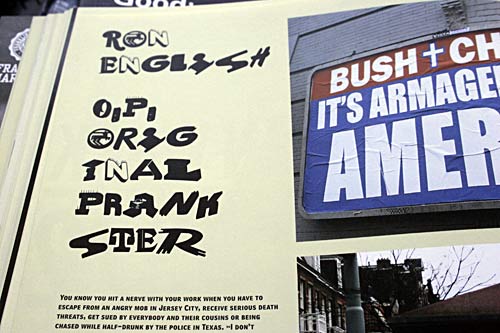 Good:
RON
ENGLISH
O.P.
ORIG
INAL
PRANK
STER
YOU KNOW YOU HIT A NERVE WITH YOUR WORK WHEN YOU HAVE TO
ESCAPE FROM AN ANGRY MOB IN JERSEY CITY, RECEIVE SERIOUS DEATH
THREATS, GET SUED BY EVERYBODY AND THEIR COUSINS OR BEING
CHASED WHILE HALF-DRUNK BY THE POLICE IN TEXAS. –I DON'T
BUSH + CH
IT'S ARMAGE
AMER